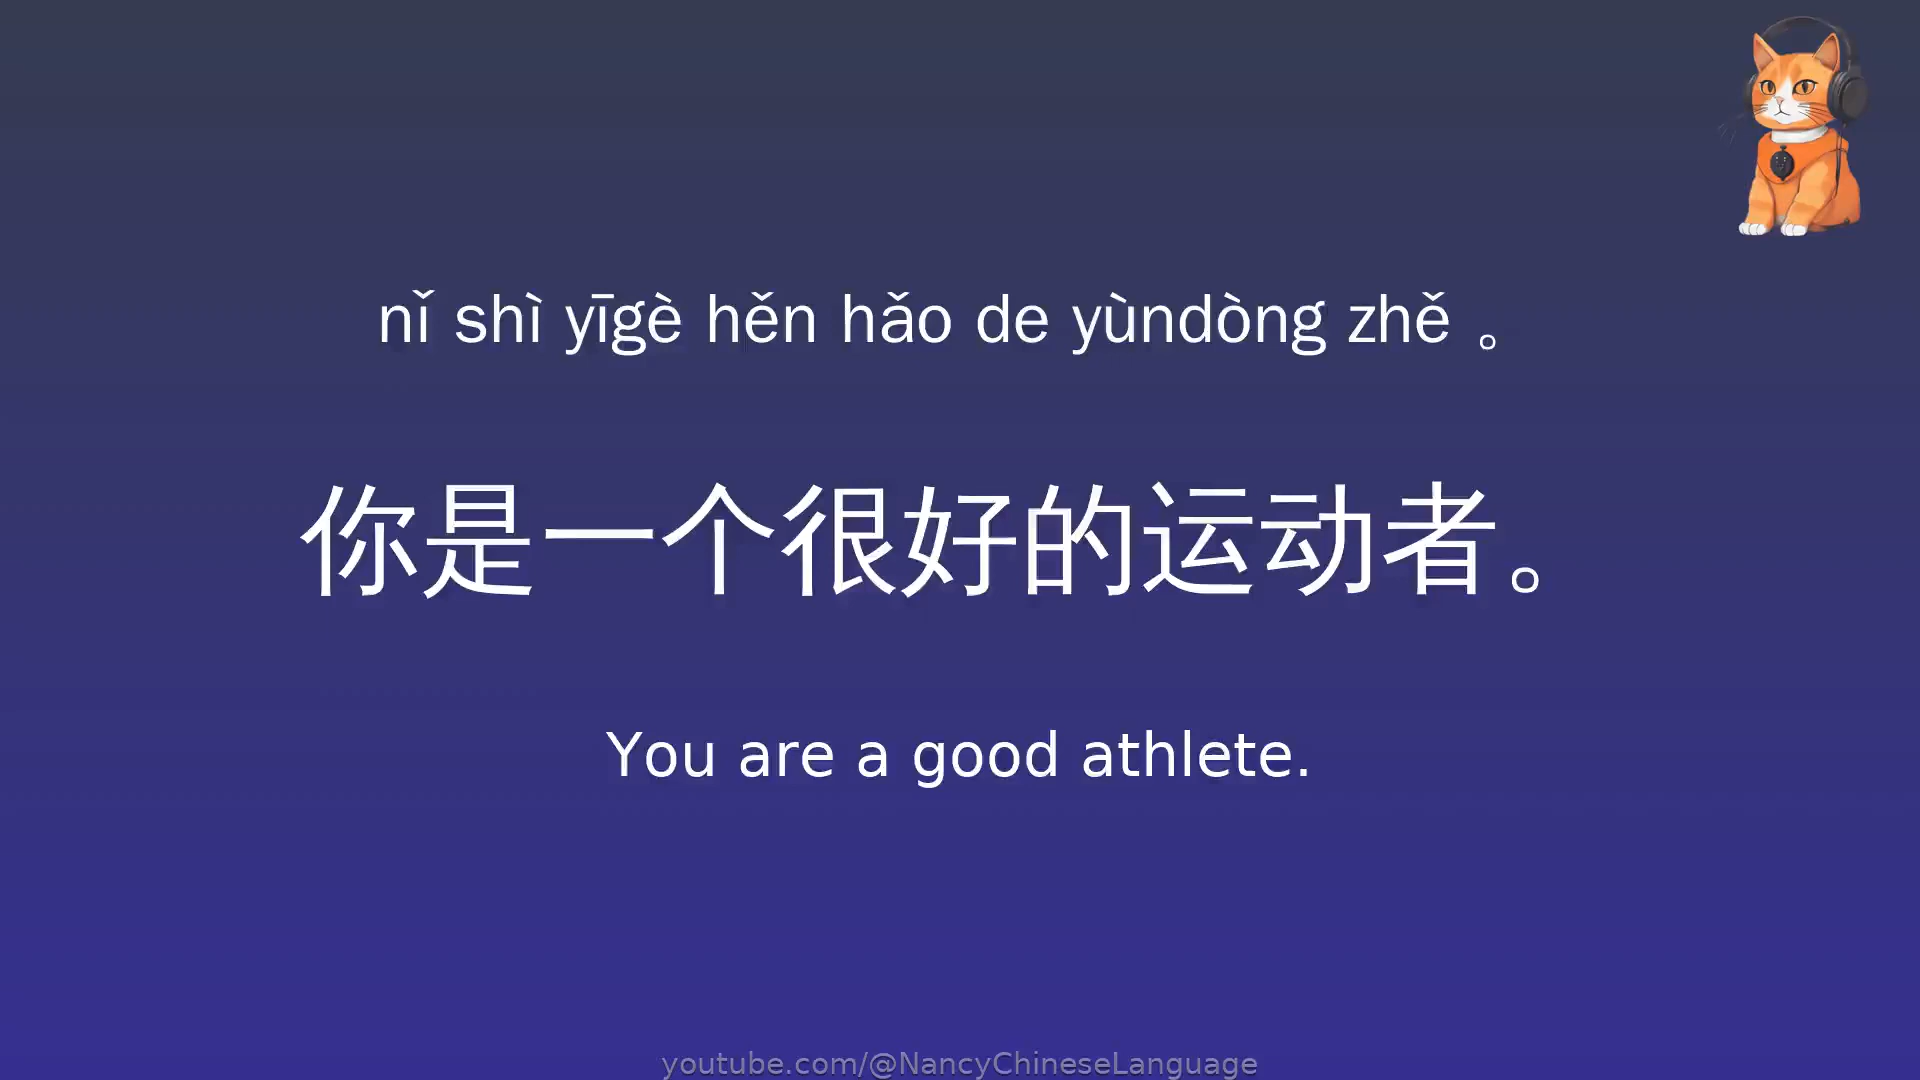 nǐ shì yīgè hěn hǎo de yùndòng zhě 。
你是一个很好的运动者。
You are a good athlete.
youtube.com/@NancyChineseLanguage